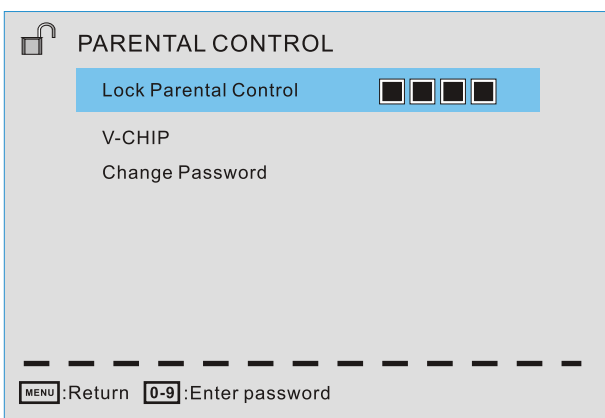 PARENTAL CONTROL
Lock Parental Control
V-CHIP
Change Password
MENU:Return 0-9:Enter password